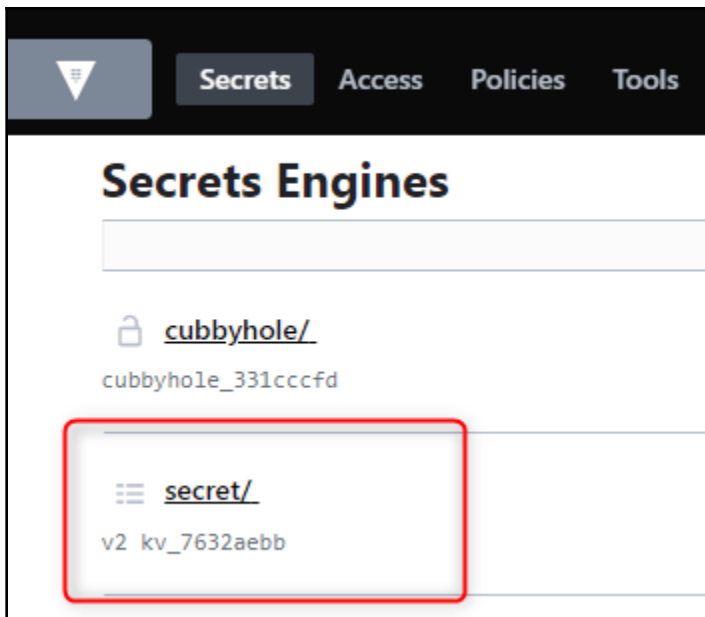 Secrets Access Policies Tools
Secrets Engines
cubbyhole/
cubbyhole_331cccfd
secret/
v2 kv_7632aebb